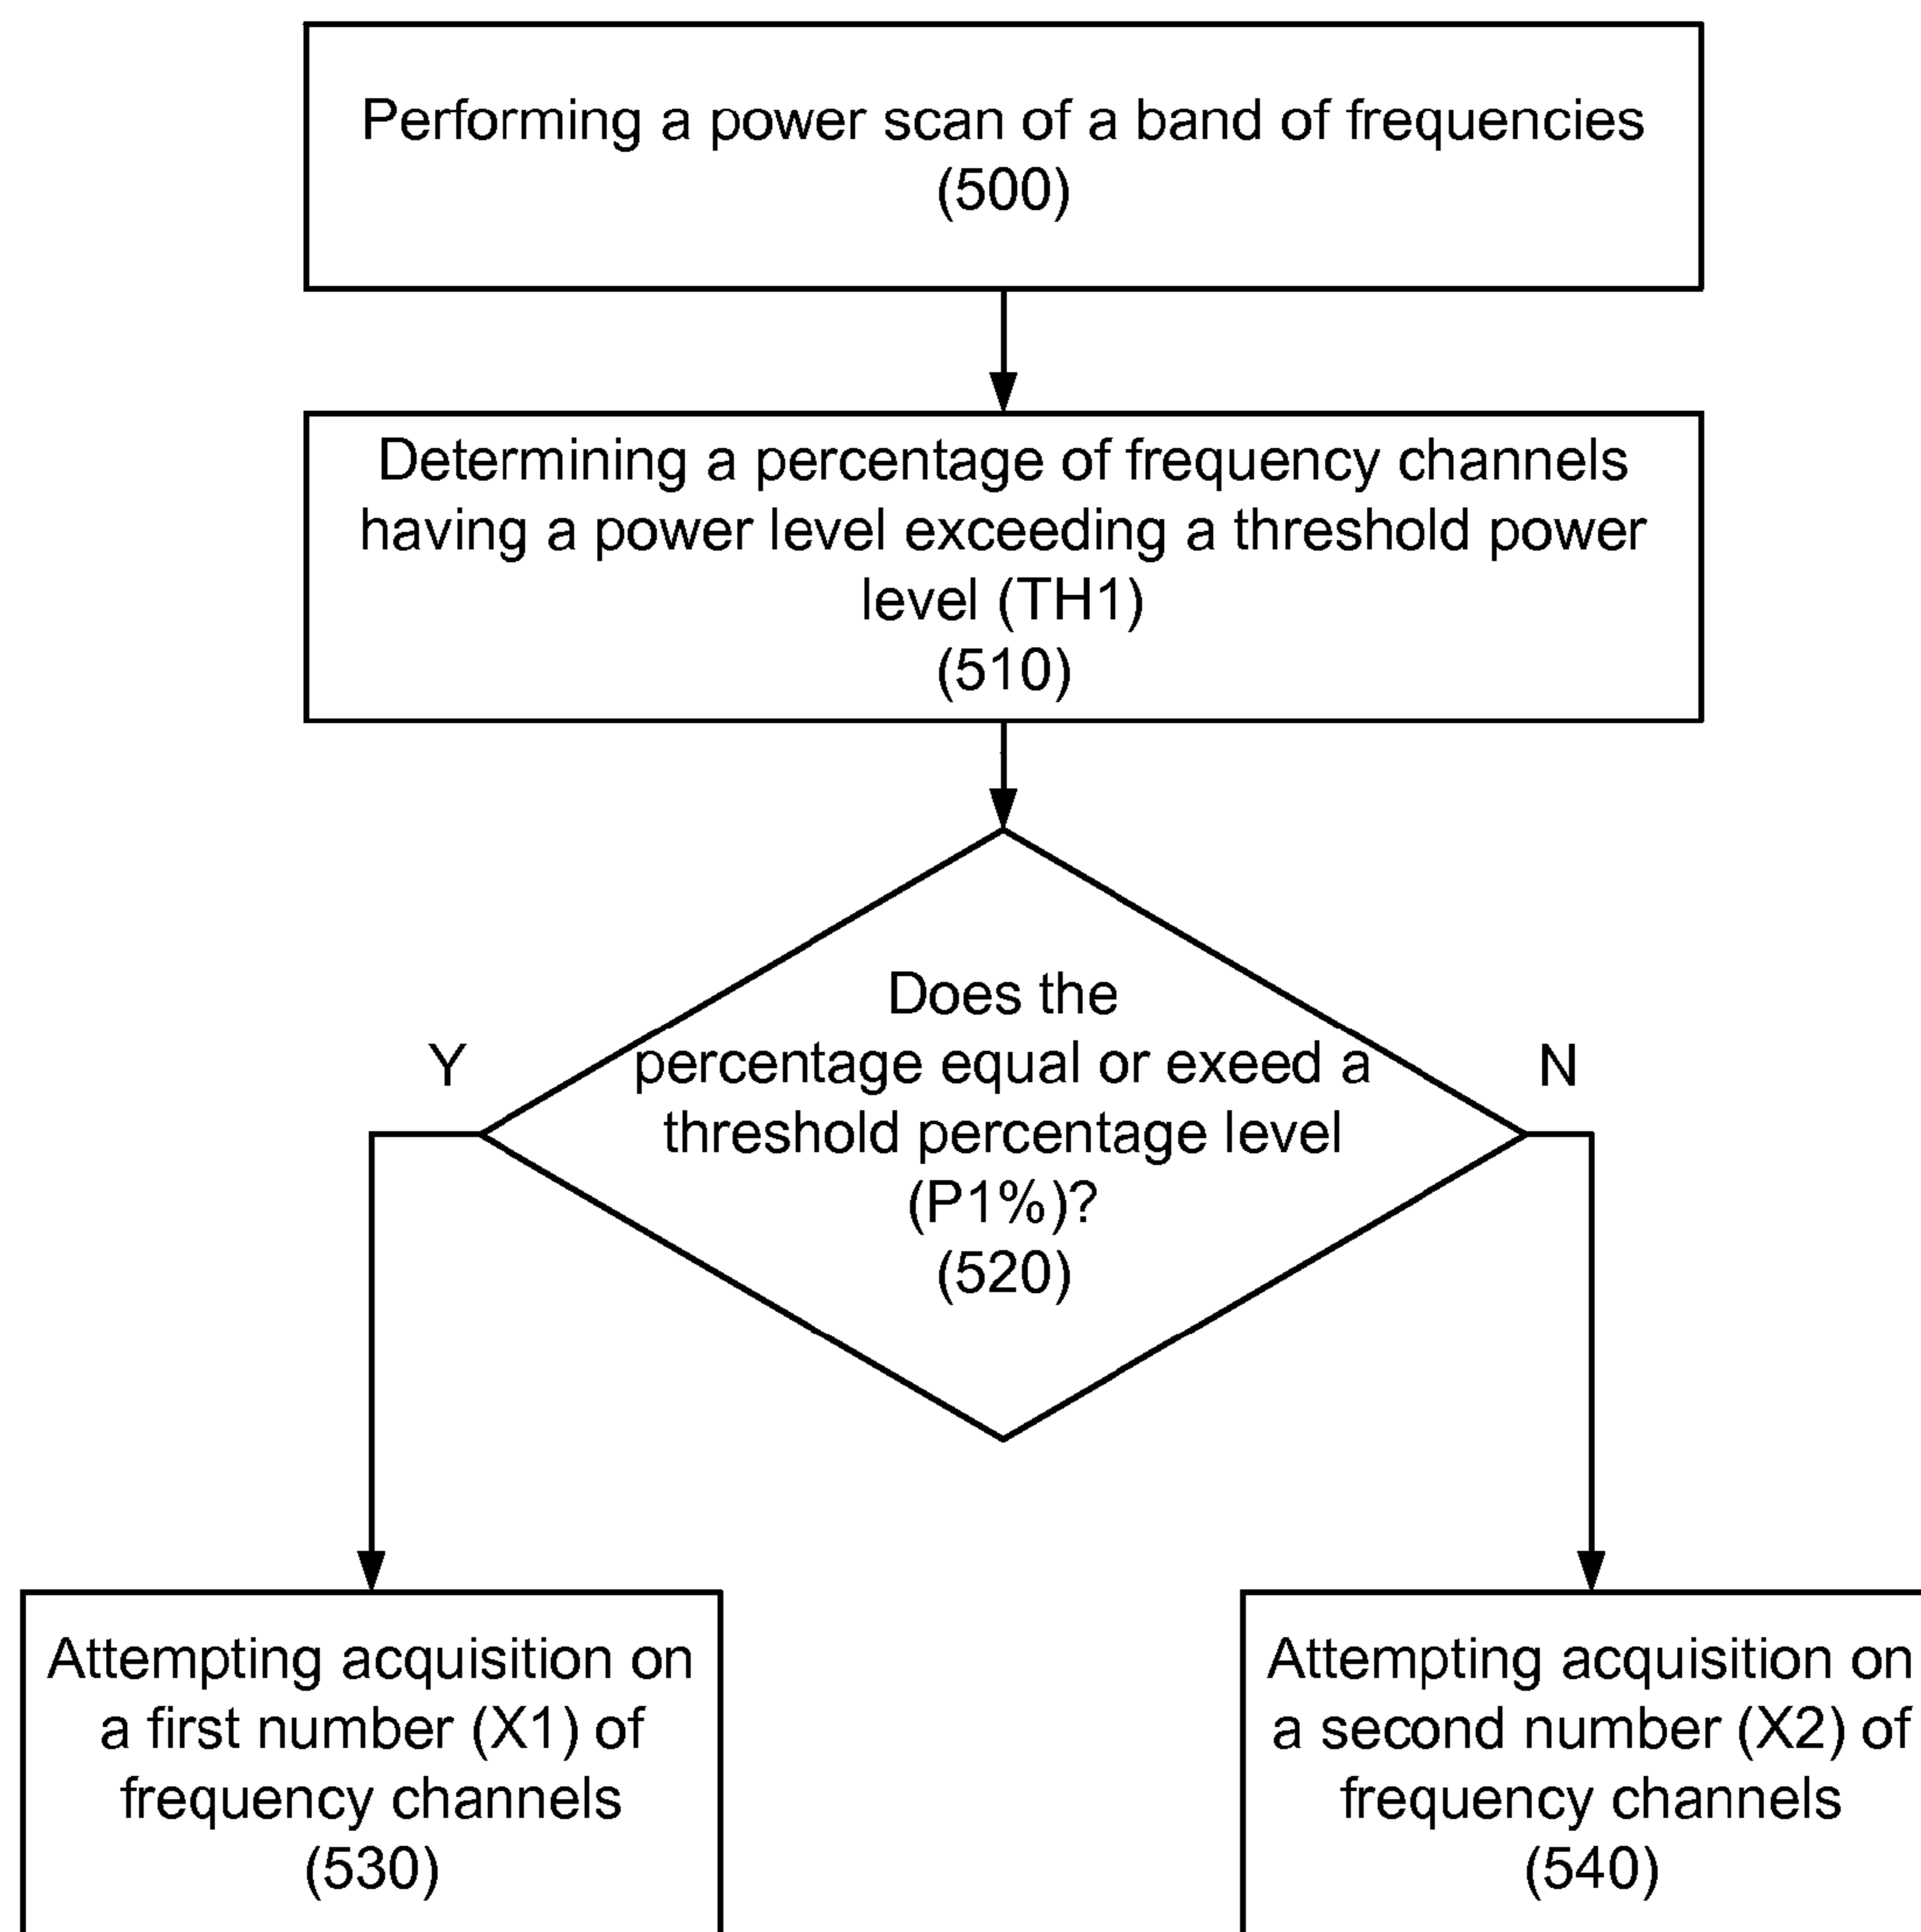 Performing a power scan of a band of frequencies
(500)
Determining a percentage of frequency channels
having a power level exceeding a threshold power
level (TH1)
(510)
Does the
percentage equal or exeed a
threshold percentage level
(P1%)?
(520)
Y
N
Attempting acquisition on
a first number (X1) of
frequency channels
(530)
Attempting acquisition on
a second number (X2) of
frequency channels
(540)